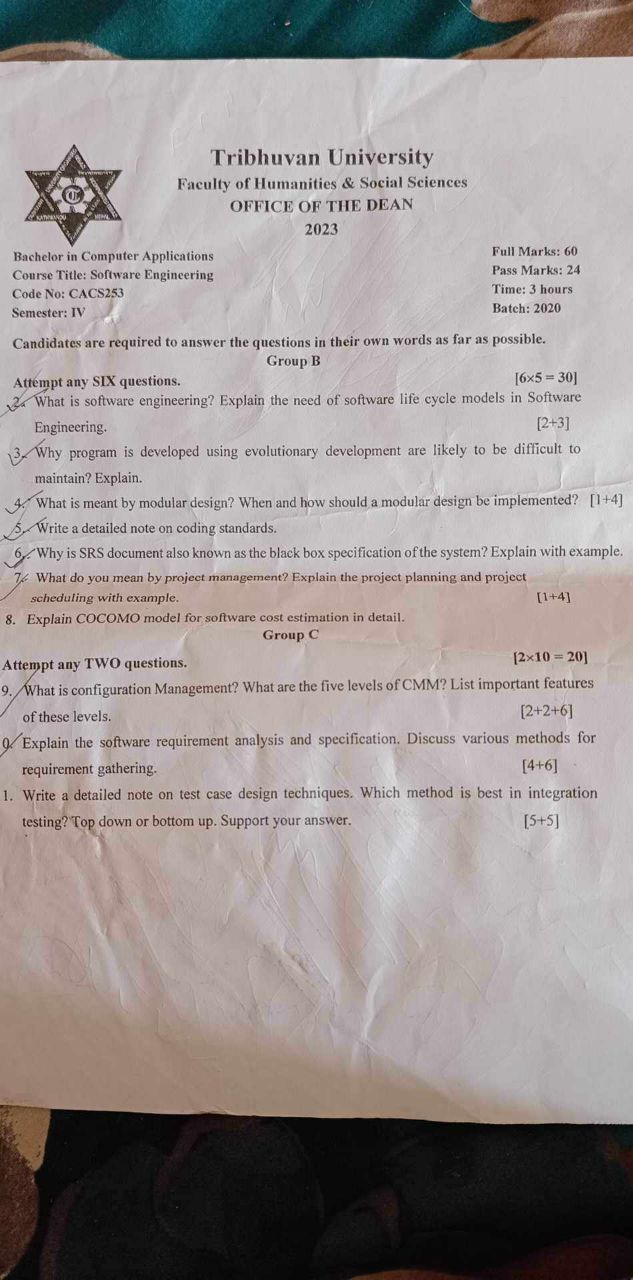 Tribhuvan University
Faculty of Humanities & Social Sciences
OFFICE OF THE DEAN
2023
Bachelor in Computer Applications
Course Title: Software Engineering
Code No: CACS253
Semester: IV
Full Marks: 60
Pass Marks: 24
Time: 3 hours
Batch: 2020
Candidates are required to answer the questions in their own words as far as possible.
Group B
Attempt any SIX questions. [6×5 = 30]
2. What is software engineering? Explain the need of software life cycle models in Software
Engineering. [2+3]
3. Why program is developed using evolutionary development are likely to be difficult to
maintain? Explain.
4. What is meant by modular design? When and how should a modular design be implemented? [1+4]
5. Write a detailed note on coding standards.
6. Why is SRS document also known as the black box specification of the system? Explain with example.
7. What do you mean by project management? Explain the project planning and project
scheduling with example. [1+4]
8. Explain COCOMO model for software cost estimation in detail.
Group C
Attempt any TWO questions. [2×10 = 20]
9. What is configuration Management? What are the five levels of CMM? List important features
of these levels. [2+2+6]
0. Explain the software requirement analysis and specification. Discuss various methods for
requirement gathering. [4+6]
1. Write a detailed note on test case design techniques. Which method is best in integration
testing? Top down or bottom up. Support your answer. [5+5]